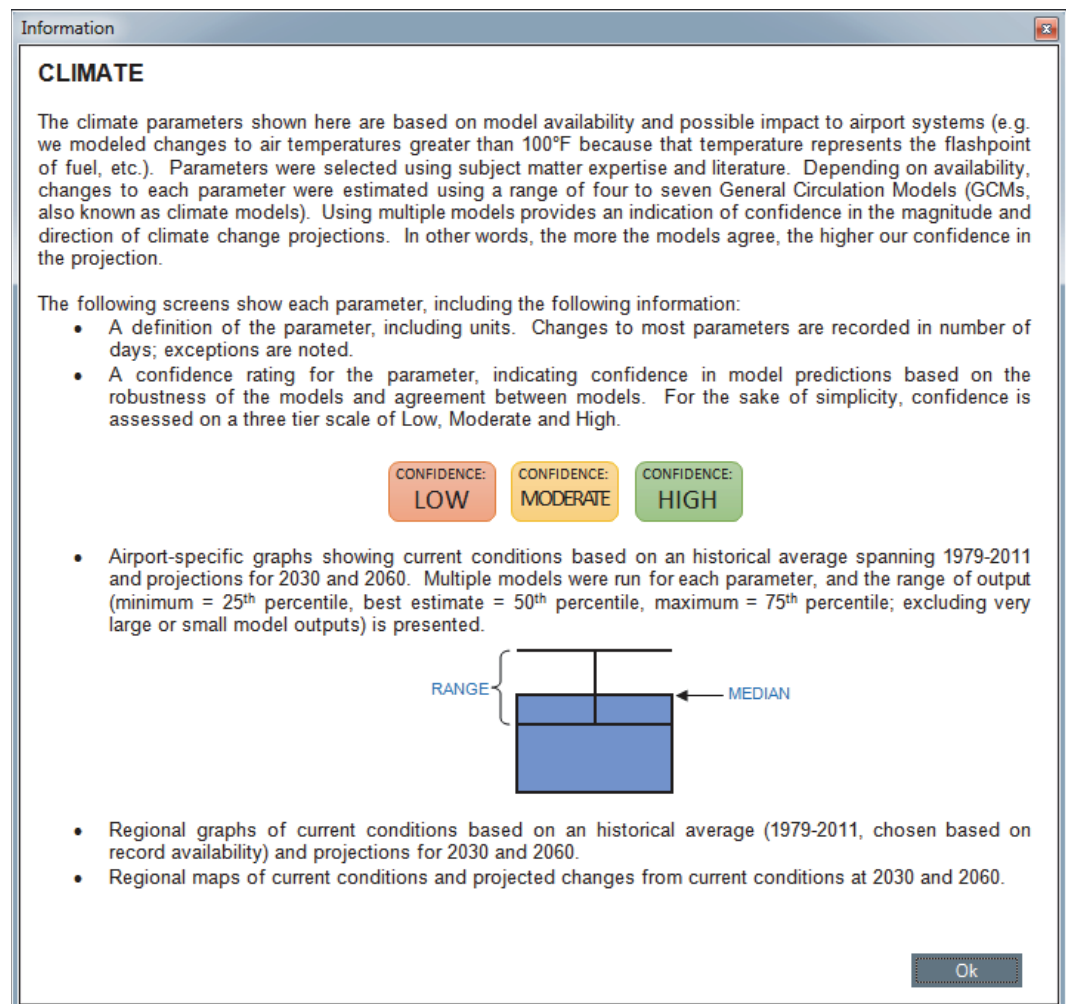 Information
CLIMATE
The climate parameters shown here are based on model availability and possible impact to airport systems (e.g.
we modeled changes to air temperatures greater than 100°F because that temperature represents the flashpoint
of fuel, etc.). Parameters were selected using subject matter expertise and literature. Depending on availability,
changes to each parameter were estimated using a range of four to seven General Circulation Models (GCMs,
also known as climate models). Using multiple models provides an indication of confidence in the magnitude and
direction of climate change projections. In other words, the more the models agree, the higher our confidence in
the projection.
The following screens show each parameter, including the following information:
• A definition of the parameter, including units. Changes to most parameters are recorded in number of
days; exceptions are noted.
• A confidence rating for the parameter, indicating confidence in model predictions based on the
robustness of the models and agreement between models. For the sake of simplicity, confidence is
assessed on a three tier scale of Low, Moderate and High.
CONFIDENCE: CONFIDENCE: CONFIDENCE:
LOW MODERATE HIGH
• Airport-specific graphs showing current conditions based on an historical average spanning 1979-2011
and projections for 2030 and 2060. Multiple models were run for each parameter, and the range of output
(minimum = 25th percentile, best estimate = 50th percentile, maximum = 75th percentile; excluding very
large or small model outputs) is presented.
RANGE MEDIAN
• Regional graphs of current conditions based on an historical average (1979-2011, chosen based on
record availability) and projections for 2030 and 2060.
• Regional maps of current conditions and projected changes from current conditions at 2030 and 2060.
Ok